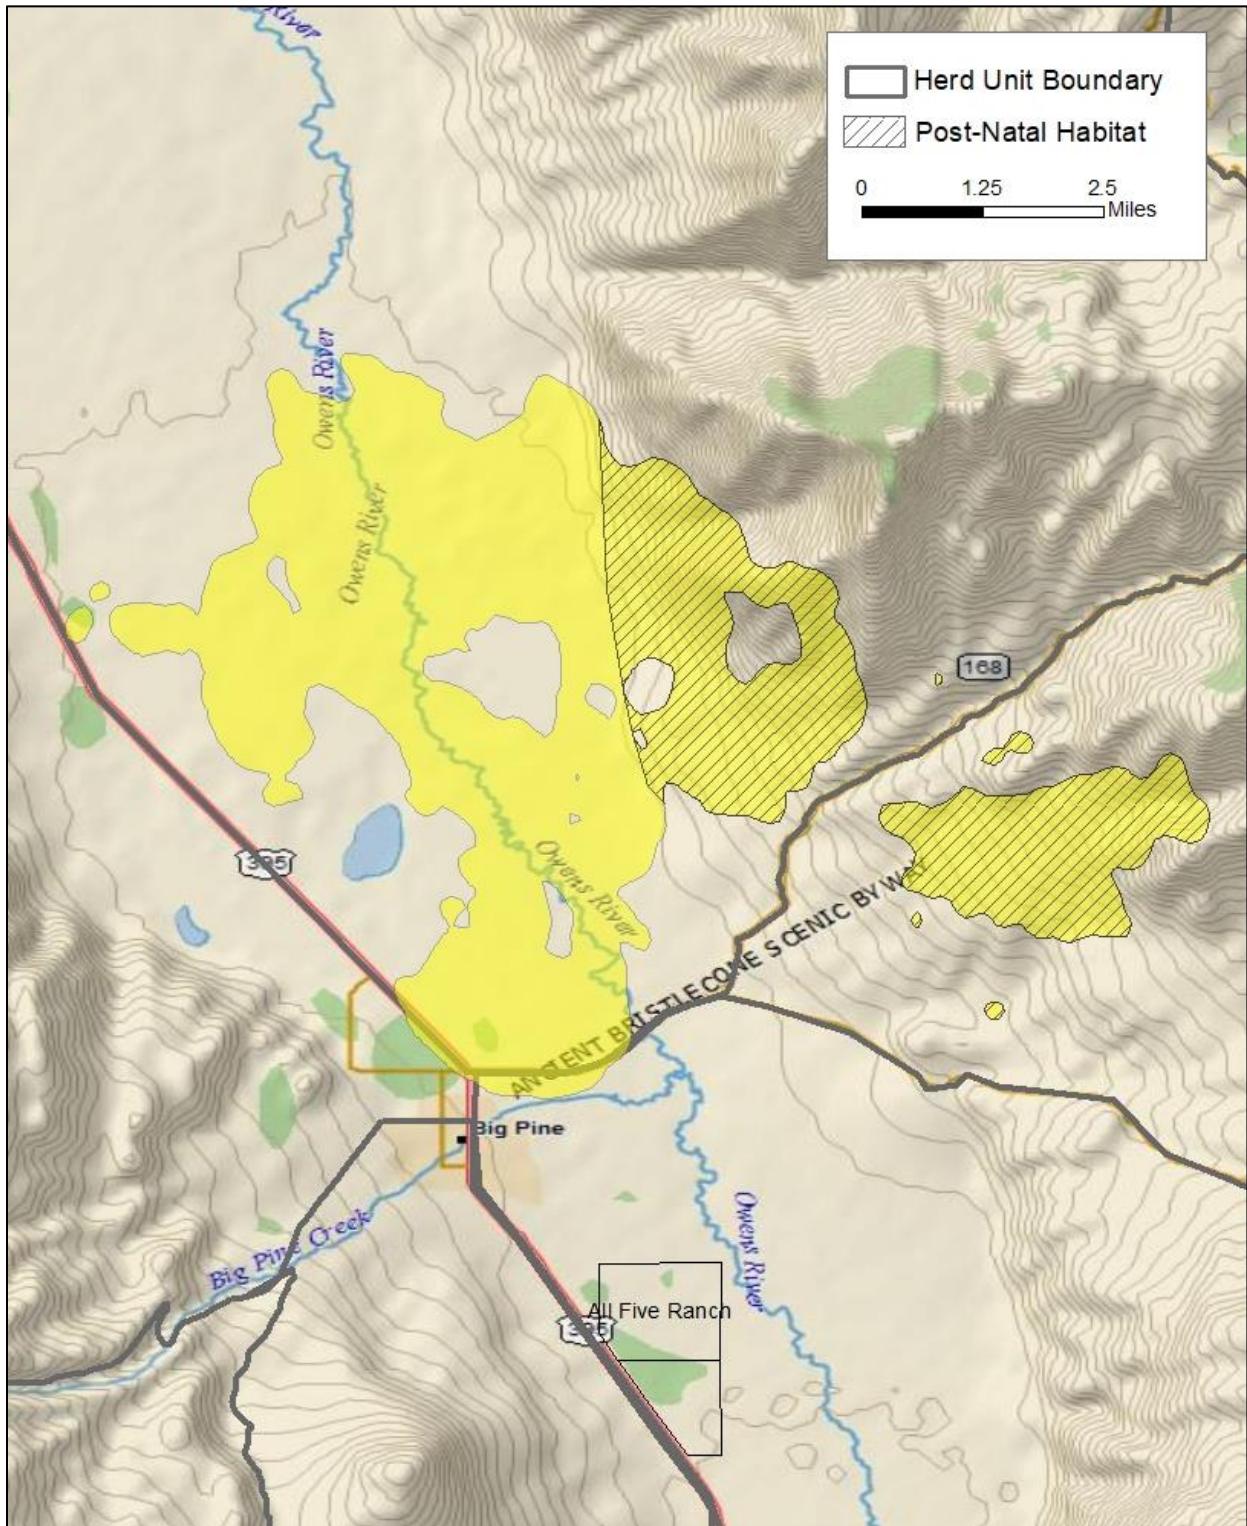 River
Herd Unit Boundary
Post-Natal Habitat
0 1.25 2.5
Miles
Owens River
Owens River
168
395
Owens River
ANCIENT BRISTLECONE SCENIC BYWAY
Big Pine
Big Pine Creek
Owens River
All Five Ranch
395